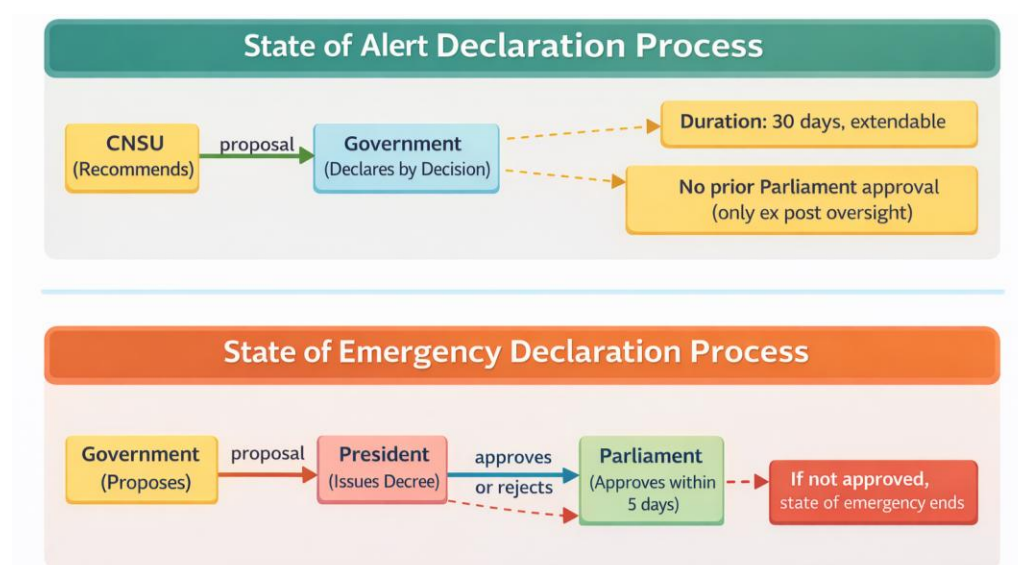 State of Alert Declaration Process
CNSU
(Recommends)
proposal
Government
(Declares by Decision)
Duration: 30 days, extendable
No prior Parliament approval
(only ex post oversight)
State of Emergency Declaration Process
Government
(Proposes)
proposal
President
(Issues Decree)
approves
or rejects
Parliament
(Approves within
5 days)
If not approved,
state of emergency ends